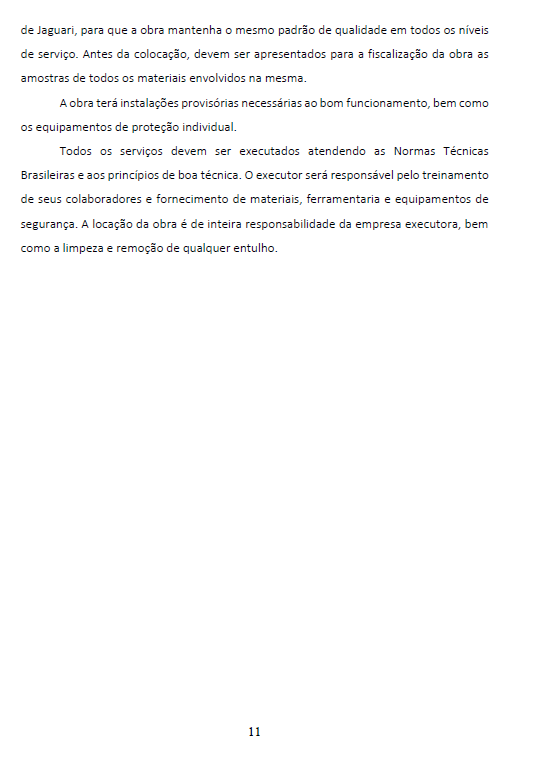 de Jaguari, para que a obra mantenha o mesmo padrão de qualidade em todos os níveis
de serviço. Antes da colocação, devem ser apresentados para a fiscalização da obra as
amostras de todos os materiais envolvidos na mesma.
A obra terá instalações provisórias necessárias ao bom funcionamento, bem como
os equipamentos de proteção individual.
Todos os serviços devem ser executados atendendo as Normas Técnicas
Brasileiras e aos princípios de boa técnica. O executor será responsável pelo treinamento
de seus colaboradores e fornecimento de materiais, ferramentaria e equipamentos de
segurança. A locação da obra é de inteira responsabilidade da empresa executora, bem
como a limpeza e remoção de qualquer entulho.
11